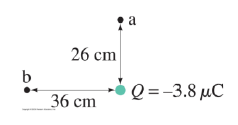 a
26 cm
b
36 cm
Q = –3.8 μC